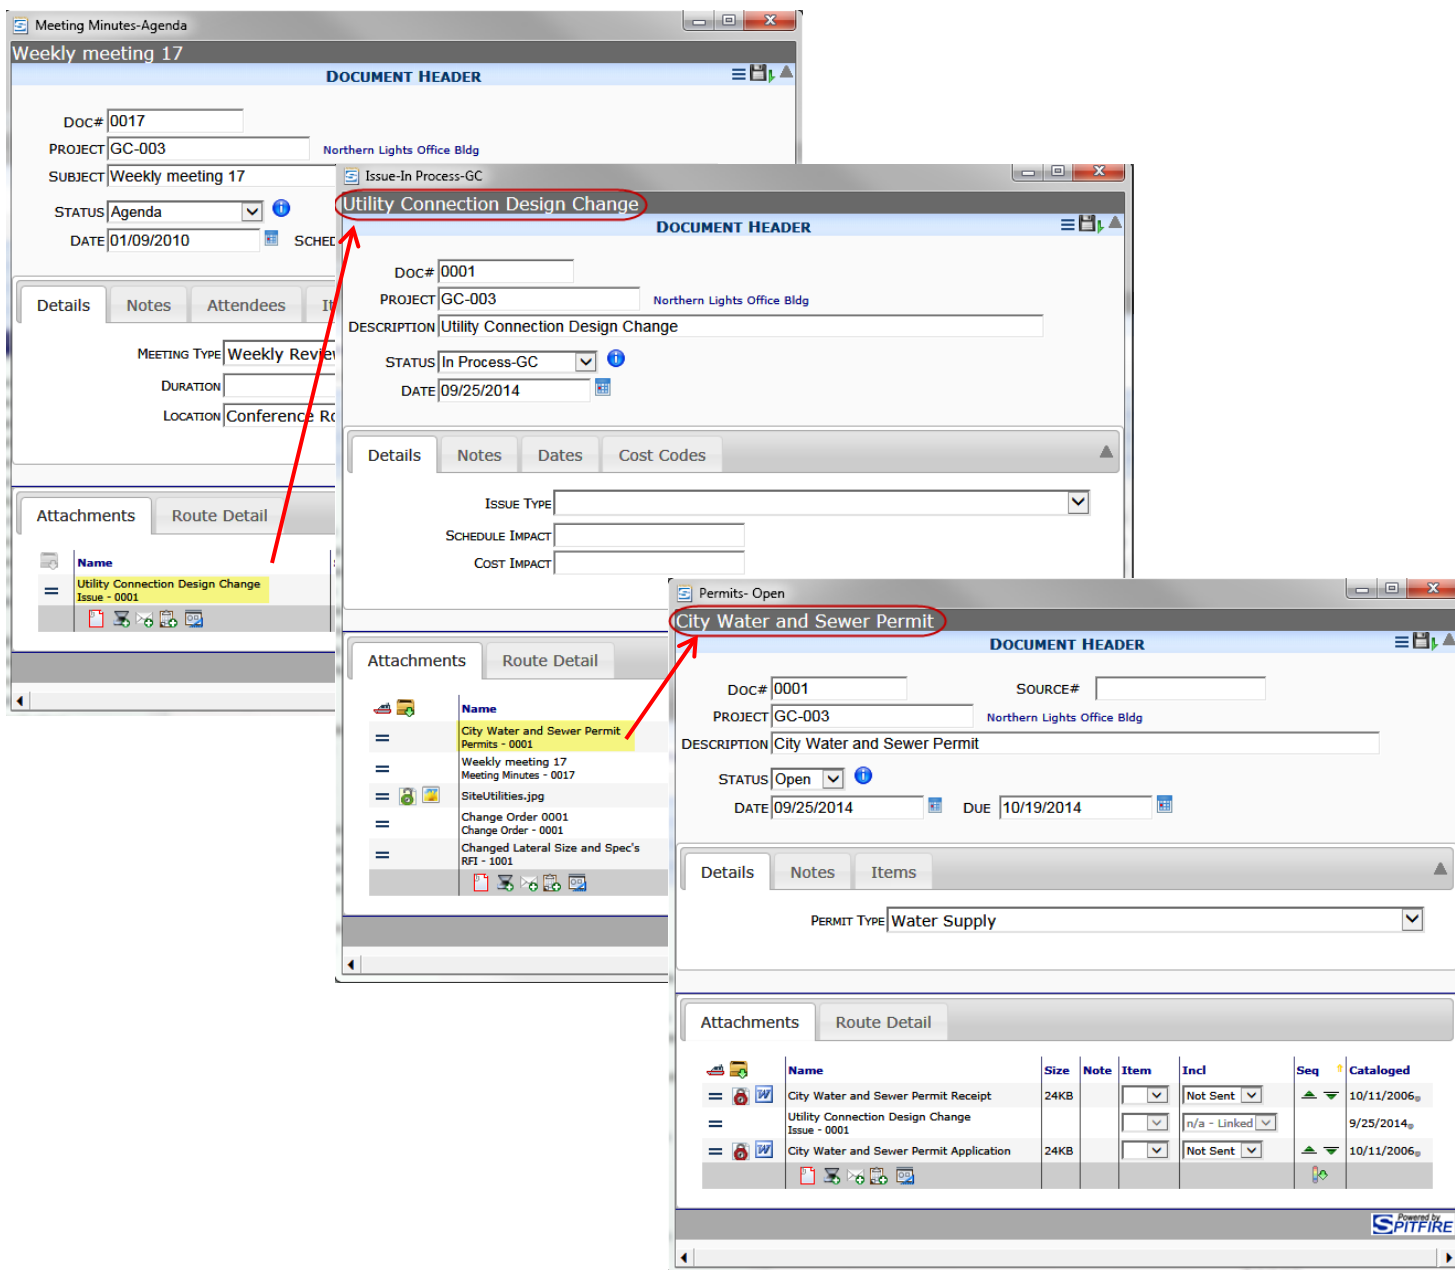 Meeting Minutes-Agenda
Weekly meeting 17
DOCUMENT HEADER
DOC# 0017
PROJECT GC-003 Northern Lights Office Bldg
SUBJECT Weekly meeting 17
STATUS Agenda
DATE 01/09/2010 SCHED
Details Notes Attendees It
MEETING TYPE Weekly Review
DURATION
LOCATION Conference Ro
Attachments Route Detail
Name
Utility Connection Design Change
Issue - 0001
Issue-In Process-GC
Utility Connection Design Change
DOCUMENT HEADER
DOC# 0001
PROJECT GC-003 Northern Lights Office Bldg
DESCRIPTION Utility Connection Design Change
STATUS In Process-GC
DATE 09/25/2014
Details Notes Dates Cost Codes
ISSUE TYPE
SCHEDULE IMPACT
COST IMPACT
Attachments Route Detail
Name
City Water and Sewer Permit
Permits - 0001
Weekly meeting 17
Meeting Minutes - 0017
SiteUtilities.jpg
Change Order 0001
Change Order - 0001
Changed Lateral Size and Spec's
RFI - 1001
Permits- Open
City Water and Sewer Permit
DOCUMENT HEADER
DOC# 0001 SOURCE#
PROJECT GC-003 Northern Lights Office Bldg
DESCRIPTION City Water and Sewer Permit
STATUS Open
DATE 09/25/2014 DUE 10/19/2014
Details Notes Items
PERMIT TYPE Water Supply
Attachments Route Detail
Name Size Note Item Incl Seq Cataloged
City Water and Sewer Permit Receipt 24KB Not Sent 10/11/2006
Utility Connection Design Change n/a - Linked 9/25/2014
Issue - 0001
City Water and Sewer Permit Application 24KB Not Sent 10/11/2006
Powered by
SPITFIRE